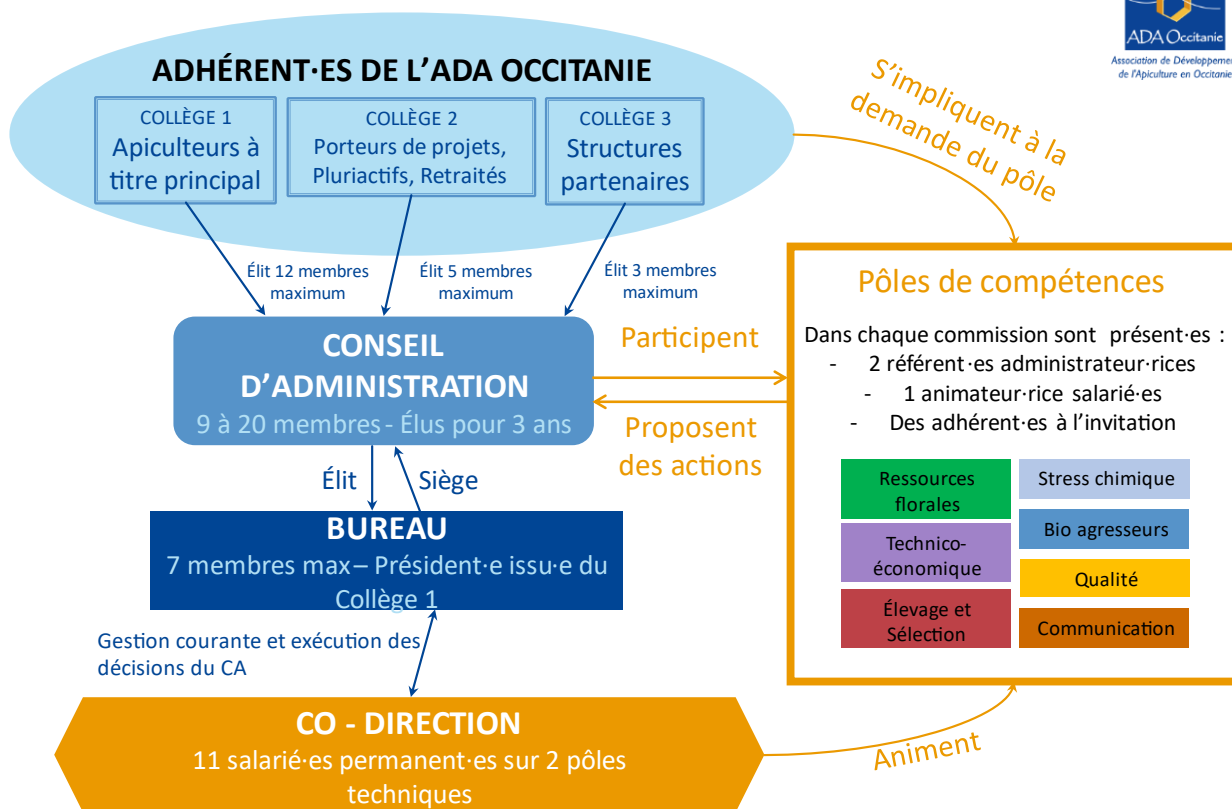 ADA Occitanie
Association de Développement
de l'Apiculture en Occitanie
ADHÉRENT·ES DE L'ADA OCCITANIE
COLLÈGE 1
Apiculteurs à
titre principal
COLLÈGE 2
Porteurs de projets,
Pluriactifs, Retraités
COLLÈGE 3
Structures
partenaires
S'impliquent à la
demande du pôle
Élit 12 membres
maximum
Élit 5 membres
maximum
Élit 3 membres
maximum
CONSEIL
D'ADMINISTRATION
9 à 20 membres - Élus pour 3 ans
Participent
Proposent
des actions
Pôles de compétences
Dans chaque commission sont présent·es :
- 2 référent·es administrateur·rices
- 1 animateur·rice salarié·es
- Des adhérent·es à l'invitation
Ressources
florales
Technico-
économique
Élevage et
Sélection
Stress chimique
Bio agresseurs
Qualité
Communication
Élit
Siège
BUREAU
7 membres max – Président·e issu·e du
Collège 1
Gestion courante et exécution des
décisions du CA
CO - DIRECTION
11 salarié·es permanent·es sur 2 pôles
techniques
Animent